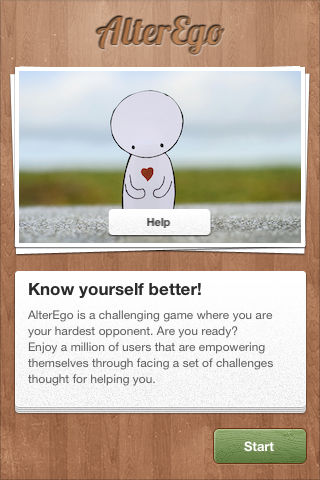 AlterEgo
Help
Know yourself better!
AlterEgo is a challenging game where you are
your hardest opponent. Are you ready?
Enjoy a million of users that are empowering
themselves through facing a set of challenges
thought for helping you.
Start